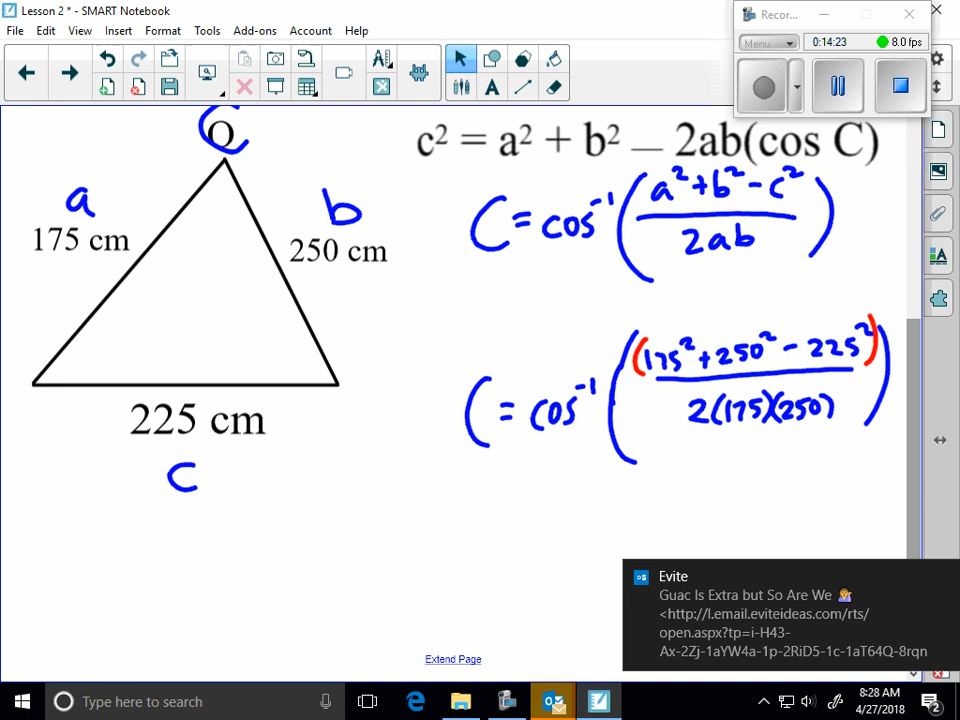 Lesson 2 * - SMART Notebook
File Edit View Insert Format Tools Add-ons Account Help
Recor...
Menu 0:14:23 8.0 fps
Q
C
c² = a² + b² — 2ab(cos C)
a
175 cm
b
250 cm
225 cm
c
C = cos⁻¹ ( a² + b² - c² / 2ab )
C = cos⁻¹ ( (175² + 250² - 225²) / 2(175)(250) )
Evite
Guac Is Extra but So Are We 💁
<http://l.email.eviteideas.com/rts/
open.aspx?tp=i-H43-
Ax-2Zj-1aYW4a-1p-2RiD5-1c-1aT64Q-8rqn
Extend Page
Type here to search
8:28 AM
4/27/2018
2